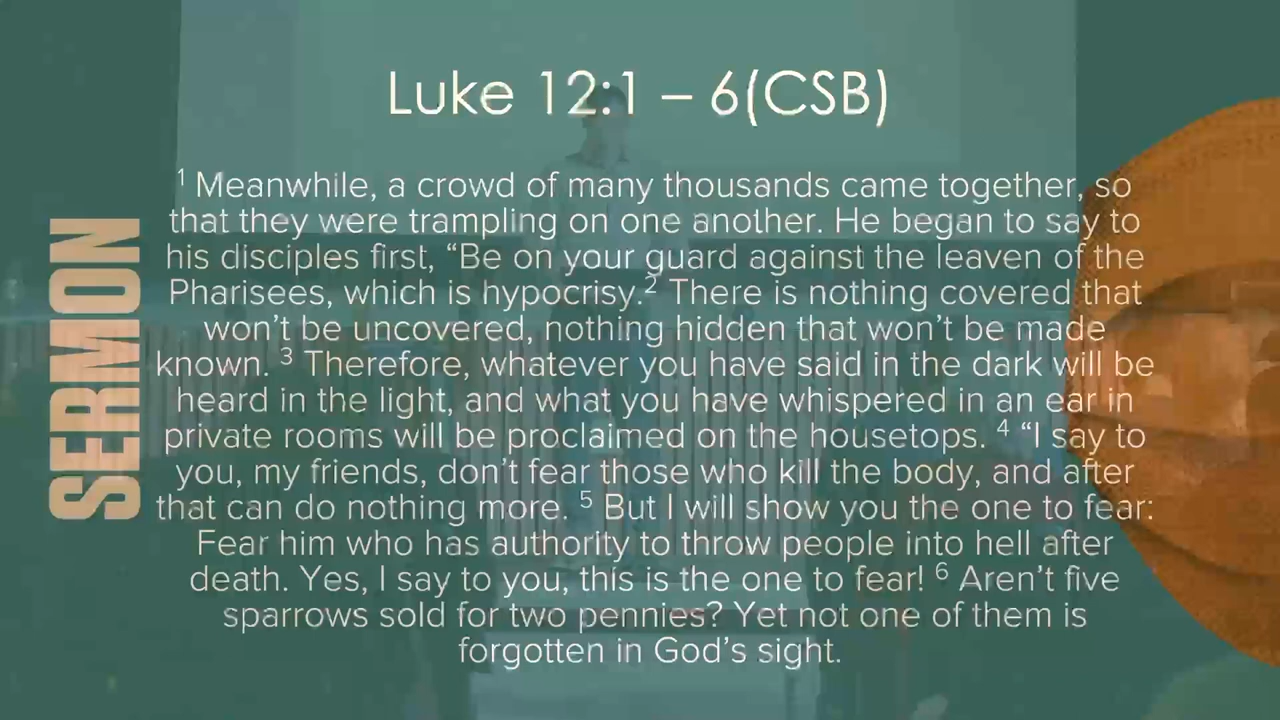 Luke 12:1 – 6(CSB)
SERMON
¹ Meanwhile, a crowd of many thousands came together, so
that they were trampling on one another. He began to say to
his disciples first, “Be on your guard against the leaven of the
Pharisees, which is hypocrisy.² There is nothing covered that
won’t be uncovered, nothing hidden that won’t be made
known. ³ Therefore, whatever you have said in the dark will be
heard in the light, and what you have whispered in an ear in
private rooms will be proclaimed on the housetops. ⁴ “I say to
you, my friends, don’t fear those who kill the body, and after
that can do nothing more. ⁵ But I will show you the one to fear:
Fear him who has authority to throw people into hell after
death. Yes, I say to you, this is the one to fear! ⁶ Aren’t five
sparrows sold for two pennies? Yet not one of them is
forgotten in God’s sight.